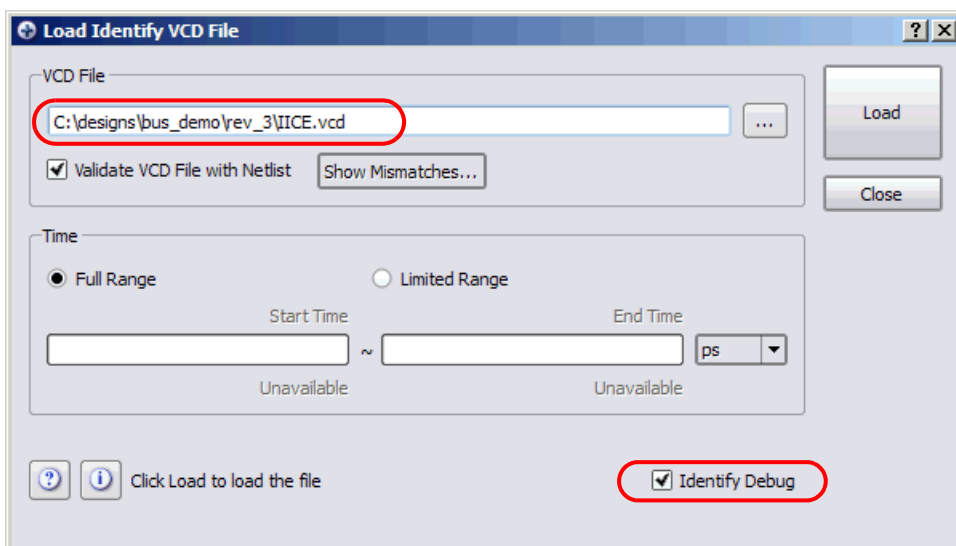 Load Identify VCD File
VCD File
C:\designs\bus_demo\rev_3\IICE.vcd
...
Load
Validate VCD File with Netlist
Show Mismatches...
Close
Time
Full Range
Limited Range
Start Time
End Time
~
ps
Unavailable
Unavailable
Click Load to load the file
Identify Debug